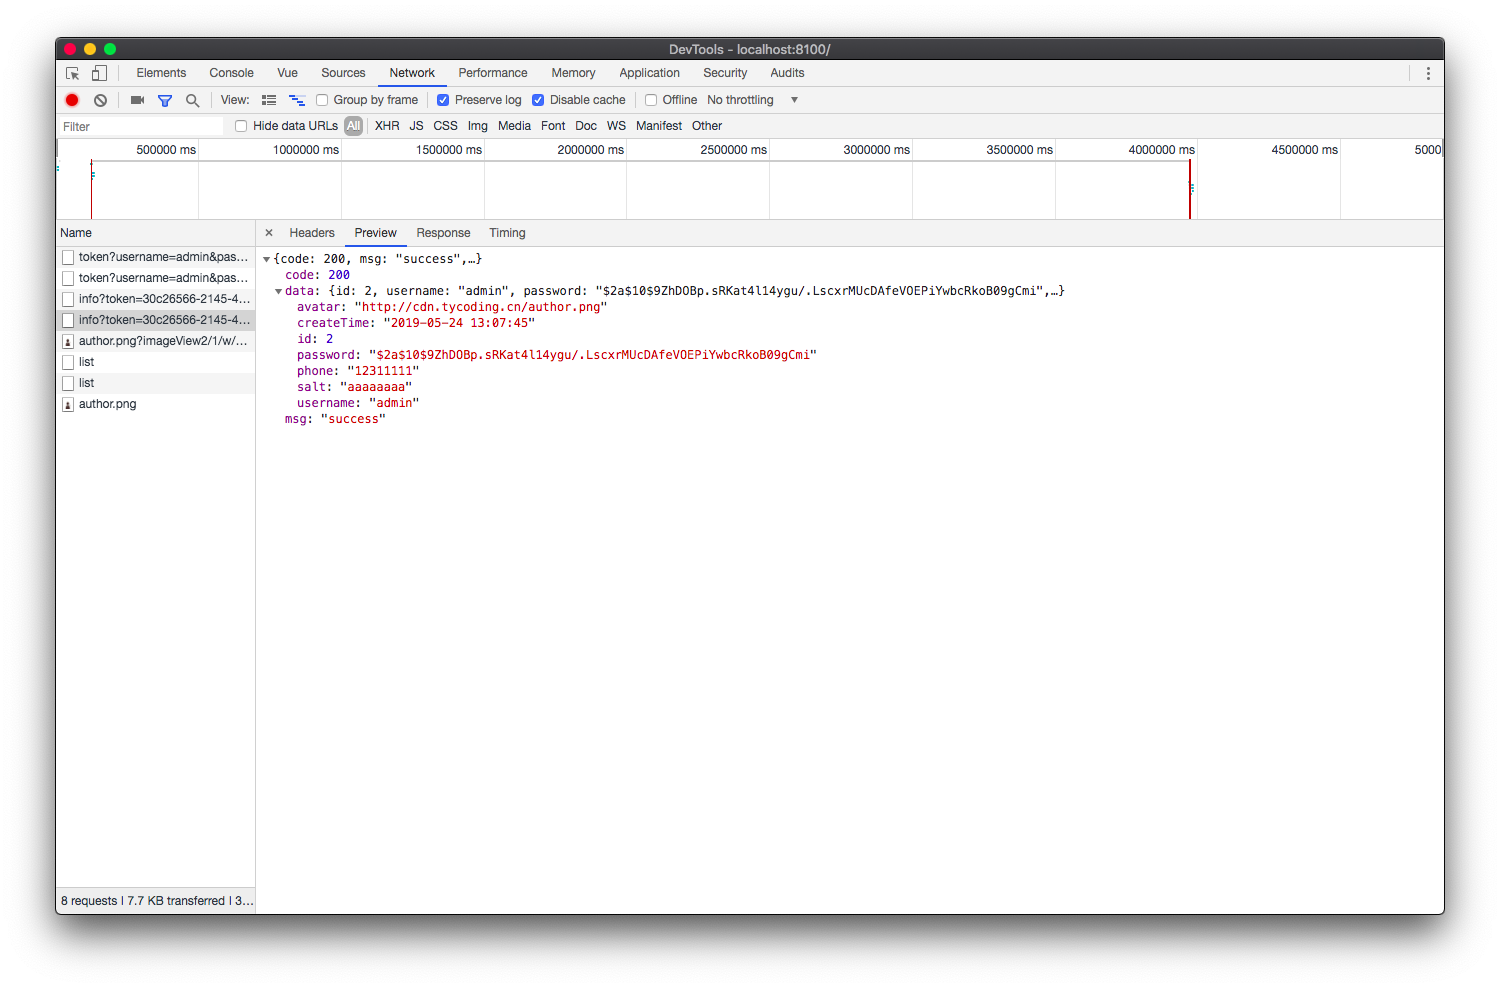 DevTools - localhost:8100/
Elements Console Vue Sources Network Performance Memory Application Security Audits
View: Group by frame Preserve log Disable cache Offline No throttling
Filter Hide data URLs All XHR JS CSS Img Media Font Doc WS Manifest Other
500000 ms 1000000 ms 1500000 ms 2000000 ms 2500000 ms 3000000 ms 3500000 ms 4000000 ms 4500000 ms 5000
Name × Headers Preview Response Timing
token?username=admin&pas...
token?username=admin&pas...
info?token=30c26566-2145-4...
info?token=30c26566-2145-4...
author.png?imageView2/1/w/...
list
list
author.png
8 requests | 7.7 KB transferred | 3...
{code: 200, msg: "success",…}
code: 200
data: {id: 2, username: "admin", password: "$2a$10$9ZhDOBp.sRKat4l14ygu/.LscxrMUcDAfeVOEPiYwbcRkoB09gCmi",…}
avatar: "http://cdn.tycoding.cn/author.png"
createTime: "2019-05-24 13:07:45"
id: 2
password: "$2a$10$9ZhDOBp.sRKat4l14ygu/.LscxrMUcDAfeVOEPiYwbcRkoB09gCmi"
phone: "12311111"
salt: "aaaaaaaa"
username: "admin"
msg: "success"